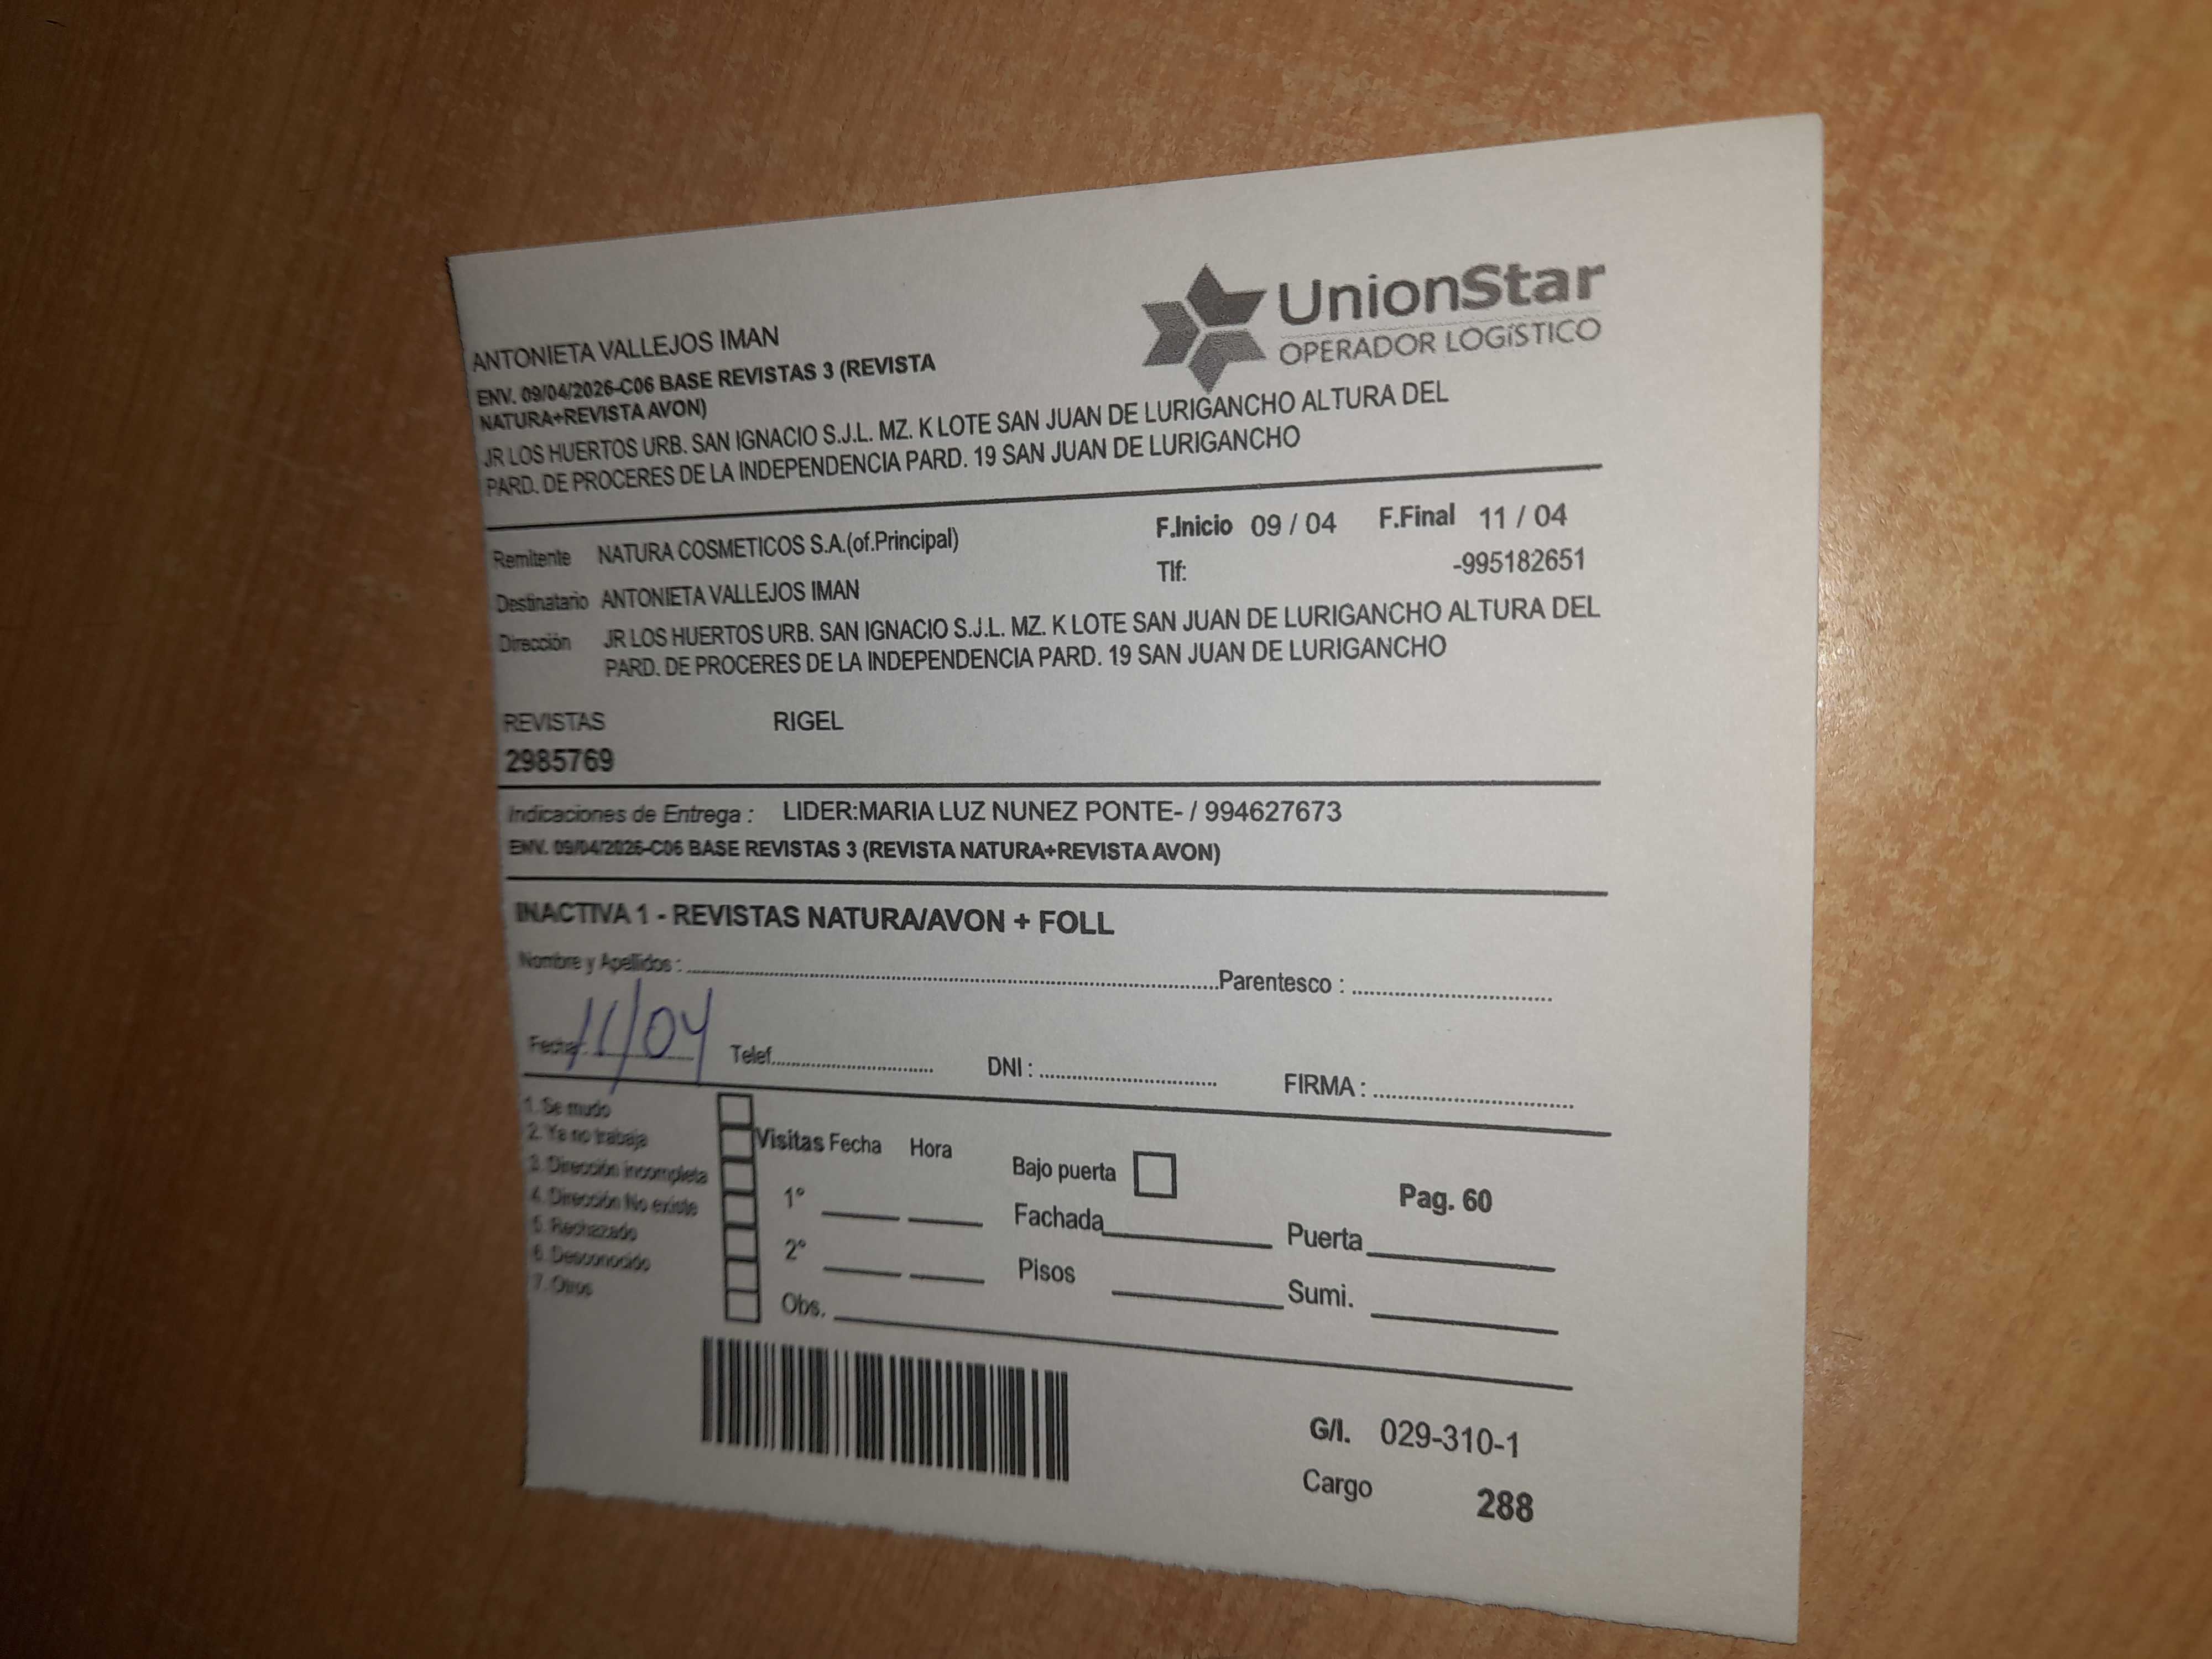 UnionStar
OPERADOR LOGíSTICO
ANTONIETA VALLEJOS IMAN
ENV. 09/04/2026-C06 BASE REVISTAS 3 (REVISTA
NATURA+REVISTA AVON)
JR LOS HUERTOS URB. SAN IGNACIO S.J.L. MZ. K LOTE SAN JUAN DE LURIGANCHO ALTURA DEL
PARD. DE PROCERES DE LA INDEPENDENCIA PARD. 19 SAN JUAN DE LURIGANCHO
Remitente NATURA COSMETICOS S.A.(of.Principal) F.Inicio 09 / 04 F.Final 11 / 04
Tlf: -995182651
Destinatario ANTONIETA VALLEJOS IMAN
Dirección JR LOS HUERTOS URB. SAN IGNACIO S.J.L. MZ. K LOTE SAN JUAN DE LURIGANCHO ALTURA DEL
PARD. DE PROCERES DE LA INDEPENDENCIA PARD. 19 SAN JUAN DE LURIGANCHO
REVISTAS RIGEL
2985769
Indicaciones de Entrega : LIDER:MARIA LUZ NUNEZ PONTE- / 994627673
ENV. 09/04/2026-C06 BASE REVISTAS 3 (REVISTA NATURA+REVISTA AVON)
INACTIVA 1 - REVISTAS NATURA/AVON + FOLL
Nombre y Apellidos : Parentesco :
Fecha: 11/04 Telef. DNI : FIRMA :
1. Se mudo
2. Ya no trabaja
3. Dirección incompleta
4. Dirección No existe
5. Rechazado
6. Desconocido
7. Otros
Visitas Fecha Hora
1°
2°
Obs.
Bajo puerta
Fachada
Pisos
Pag. 60
Puerta
Sumi.
G/I. 029-310-1
Cargo 288